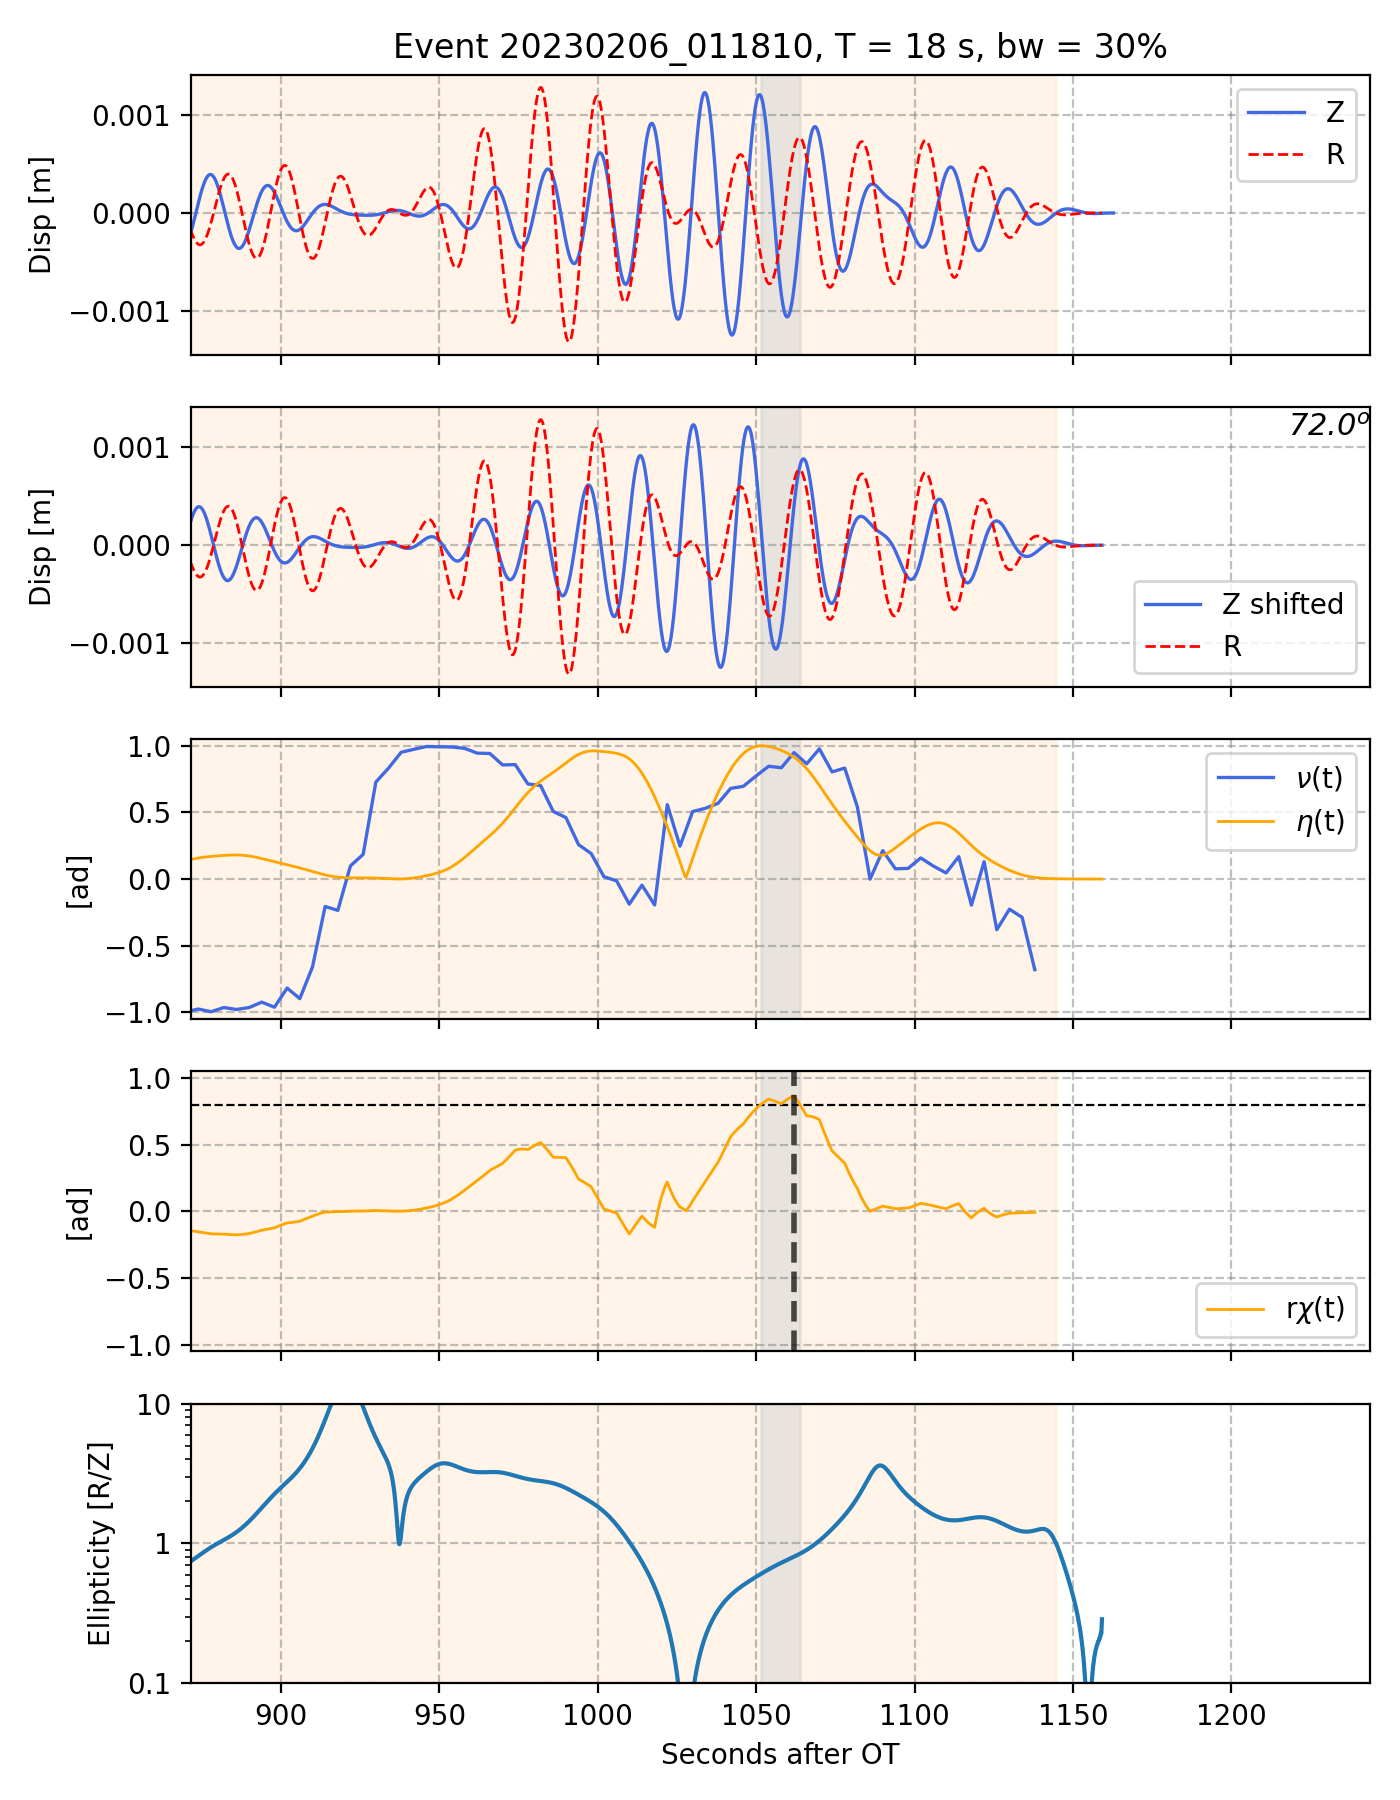 Event 20230206_011810, T = 18 s, bw = 30%
0.001
0.000
−0.001
Disp [m]
Z
R
72.0°
0.001
0.000
−0.001
Disp [m]
Z shifted
R
1.0
0.5
0.0
−0.5
−1.0
[ad]
ν(t)
η(t)
1.0
0.5
0.0
−0.5
−1.0
[ad]
rχ(t)
10
1
0.1
Ellipticity [R/Z]
900 950 1000 1050 1100 1150 1200
Seconds after OT